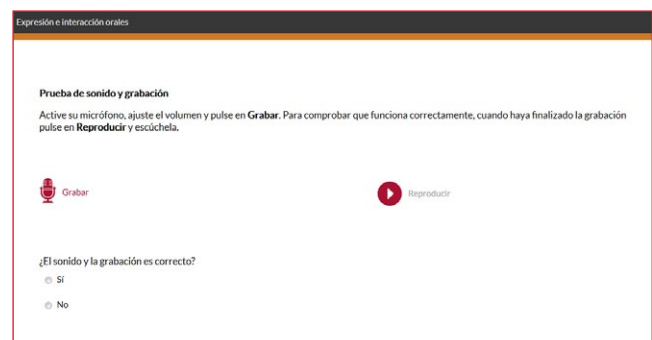 Expresión e interacción orales
Prueba de sonido y grabación
Active su micrófono, ajuste el volumen y pulse en Grabar. Para comprobar que funciona correctamente, cuando haya finalizado la grabación
pulse en Reproducir y escúchela.
Grabar
Reproducir
¿El sonido y la grabación es correcto?
Sí
No